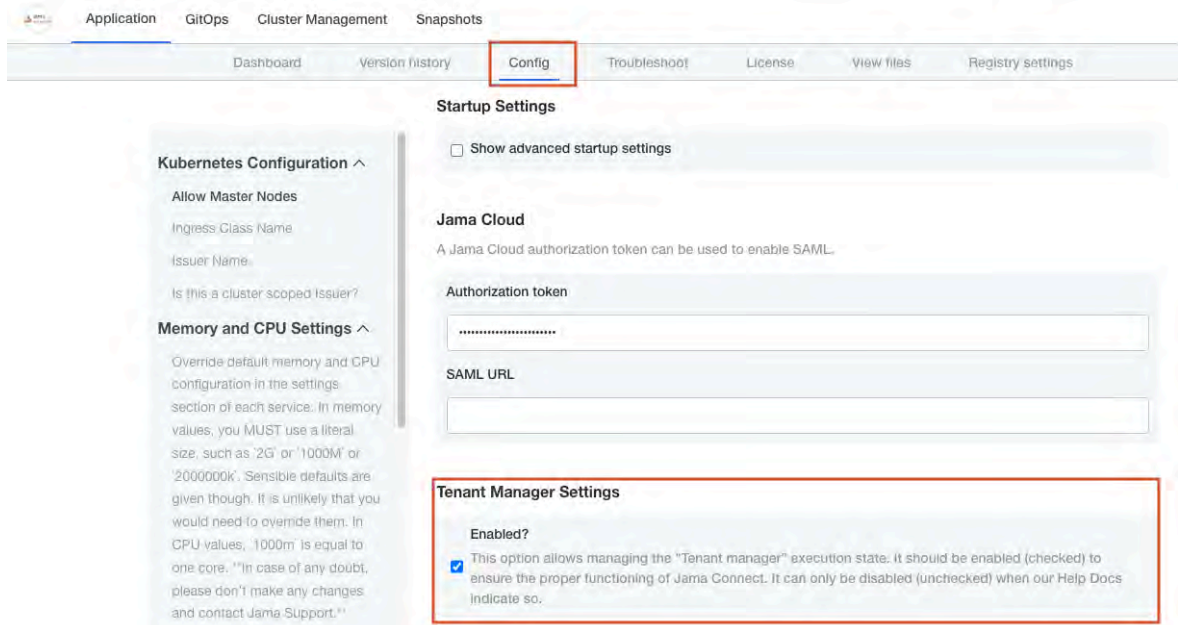 Application GitOps Cluster Management Snapshots
Dashboard Version history Config Troubleshoot License View files Registry settings
Kubernetes Configuration
Allow Master Nodes
Ingress Class Name
Issuer Name
Is this a cluster scoped Issuer?
Memory and CPU Settings
Override default memory and CPU
configuration in the settings
section of each service. In memory
values, you MUST use a literal
size, such as `2G` or `1000M` or
`2000000k`. Sensible defaults are
given though. It is unlikely that you
would need to override them. In
CPU values, `1000m` is equal to
one core. **In case of any doubt,
please don't make any changes
and contact Jama Support.**
Startup Settings
Show advanced startup settings
Jama Cloud
A Jama Cloud authorization token can be used to enable SAML.
Authorization token
SAML URL
Tenant Manager Settings
Enabled?
This option allows managing the "Tenant manager" execution state. It should be enabled (checked) to
ensure the proper functioning of Jama Connect. It can only be disabled (unchecked) when our Help Docs
indicate so.